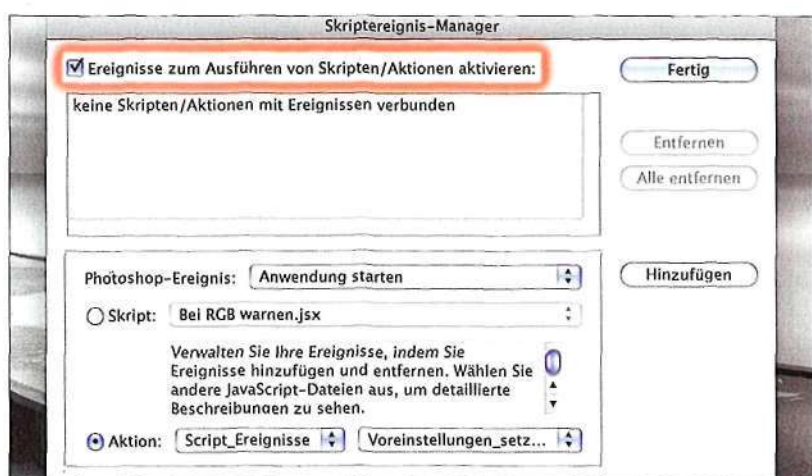 Skriptereignis-Manager
Ereignisse zum Ausführen von Skripten/Aktionen aktivieren:
Fertig
keine Skripten/Aktionen mit Ereignissen verbunden
Entfernen
Alle entfernen
Photoshop-Ereignis: Anwendung starten
Hinzufügen
Skript: Bei RGB warnen.jsx
Verwalten Sie Ihre Ereignisse, indem Sie
Ereignisse hinzufügen und entfernen. Wählen Sie
andere JavaScript-Dateien aus, um detaillierte
Beschreibungen zu sehen.
Aktion: Script_Ereignisse Voreinstellungen_setz...